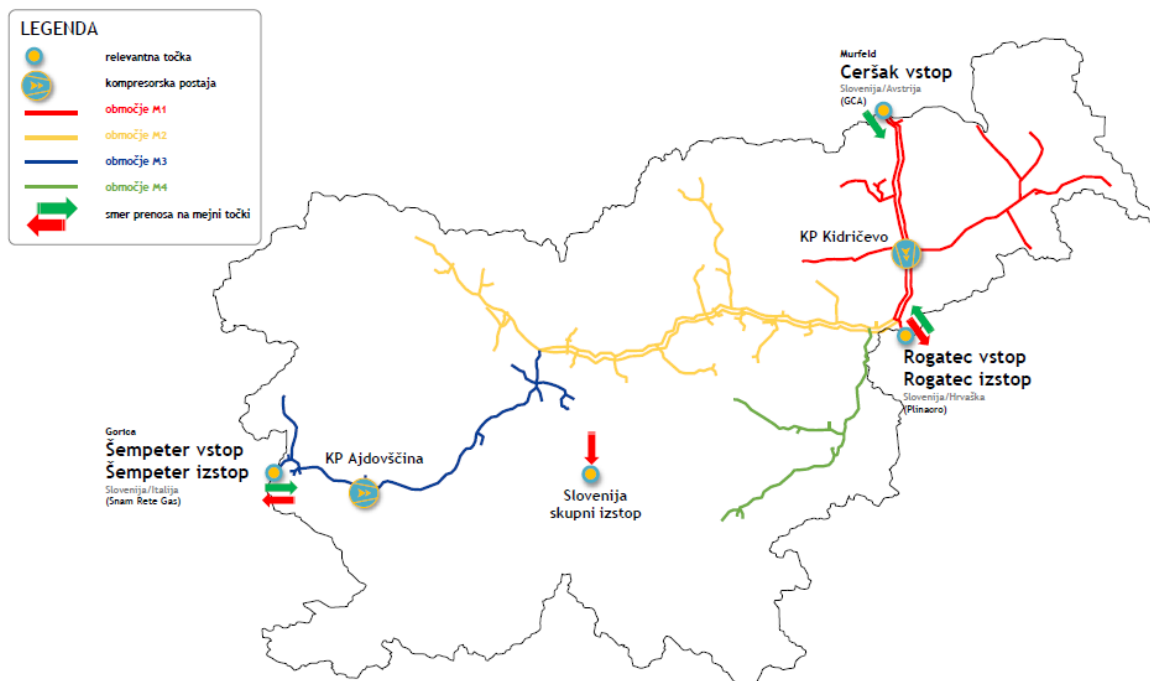 LEGENDA
relevantna točka
kompresorska postaja
območje M1
območje M2
območje M3
območje M4
smer prenosa na mejni točki
Murfeld
Ceršak vstop
Slovenija/Avstrija
(GCA)
KP Kidričevo
Rogatec vstop
Rogatec izstop
Slovenija/Hrvaška
(Plinacro)
Gorica
Šempeter vstop
Šempeter izstop
Slovenija/Italija
(Snam Rete Gas)
KP Ajdovščina
Slovenija
skupni izstop